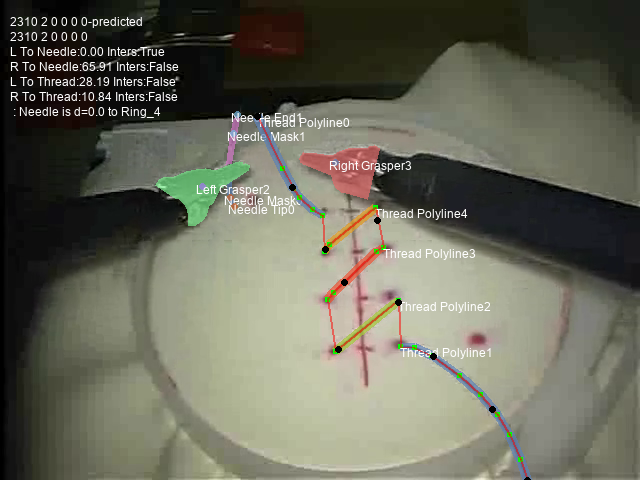 2310 2 0 0 0 0-predicted
2310 2 0 0 0 0
L To Needle:0.00 Inters:True
R To Needle:65.91 Inters:False
L To Thread:28.19 Inters:False
R To Thread:10.84 Inters:False
: Needle is d=0.0 to Ring_4
Needle End1
Thread Polyline0
Needle Mask1
Right Grasper3
Left Grasper2
Needle Mask
Needle Tip0
Thread Polyline4
Thread Polyline3
Thread Polyline2
Thread Polyline1